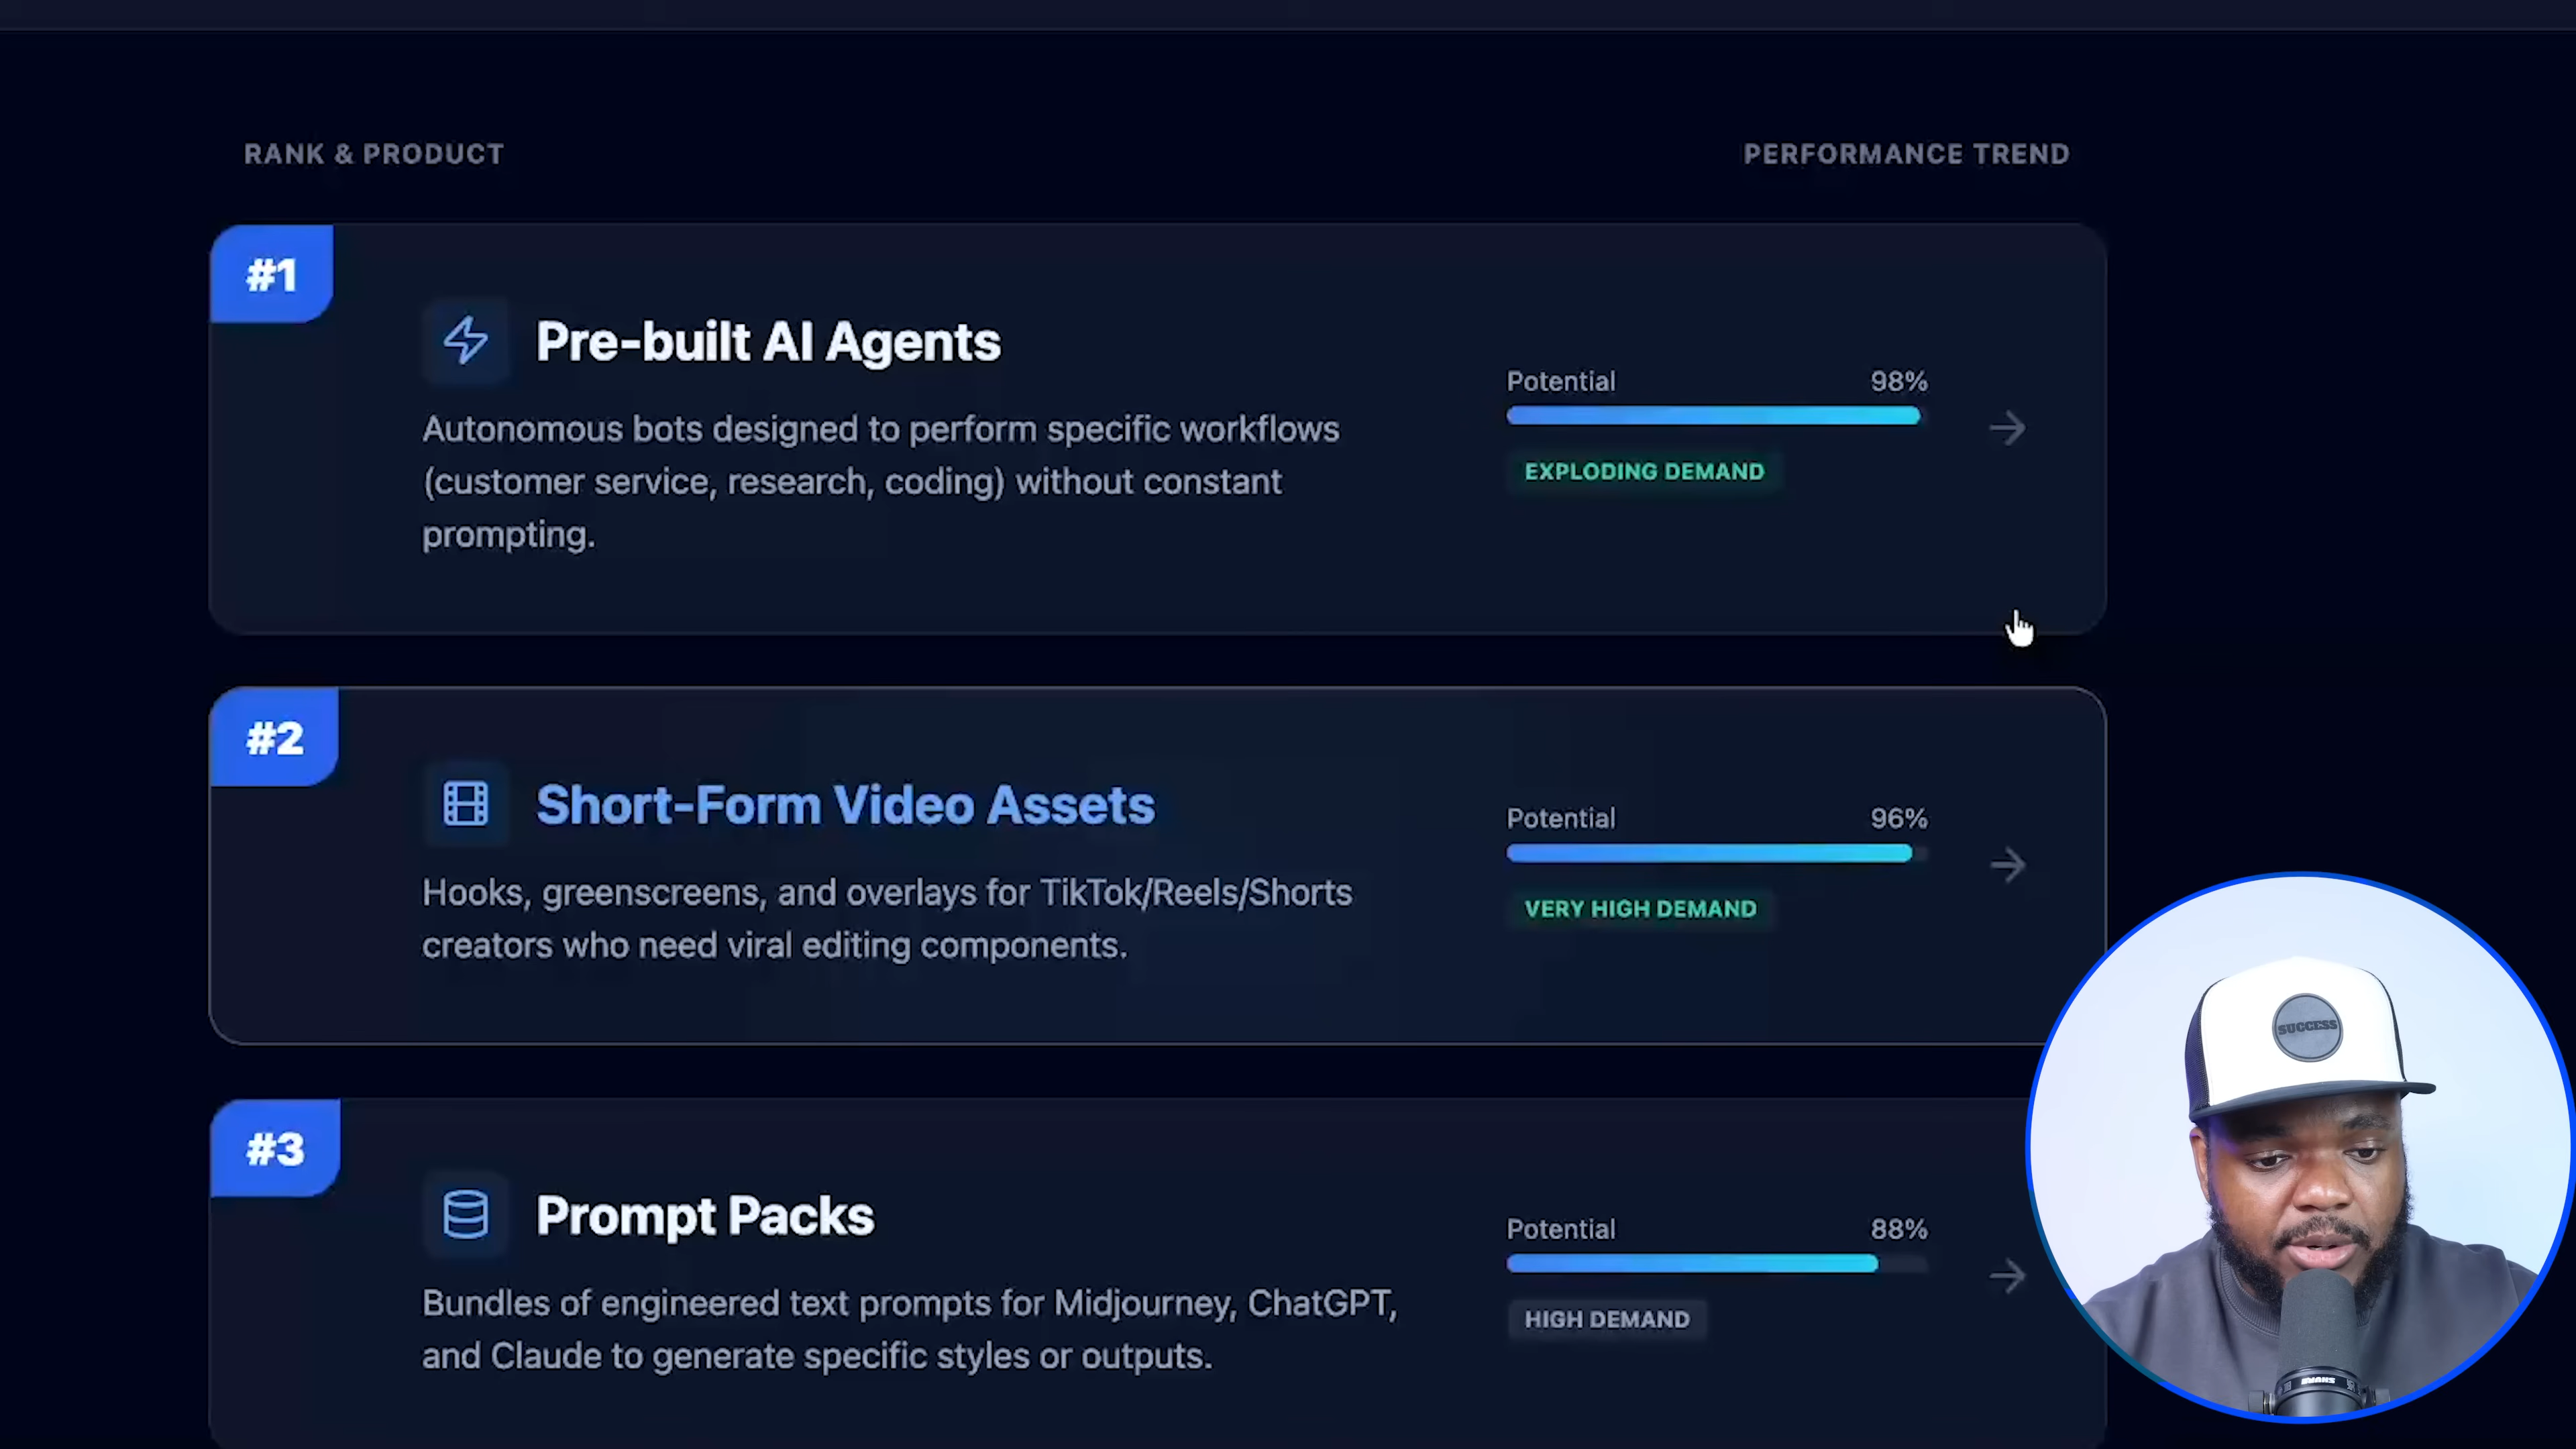 RANK & PRODUCT
PERFORMANCE TREND
#1
Pre-built AI Agents
Autonomous bots designed to perform specific workflows
(customer service, research, coding) without constant
prompting.
Potential 98%
EXPLODING DEMAND
#2
Short-Form Video Assets
Hooks, greenscreens, and overlays for TikTok/Reels/Shorts
creators who need viral editing components.
Potential 96%
VERY HIGH DEMAND
#3
Prompt Packs
Bundles of engineered text prompts for Midjourney, ChatGPT,
and Claude to generate specific styles or outputs.
Potential 88%
HIGH DEMAND
SUCCESS
SHURE